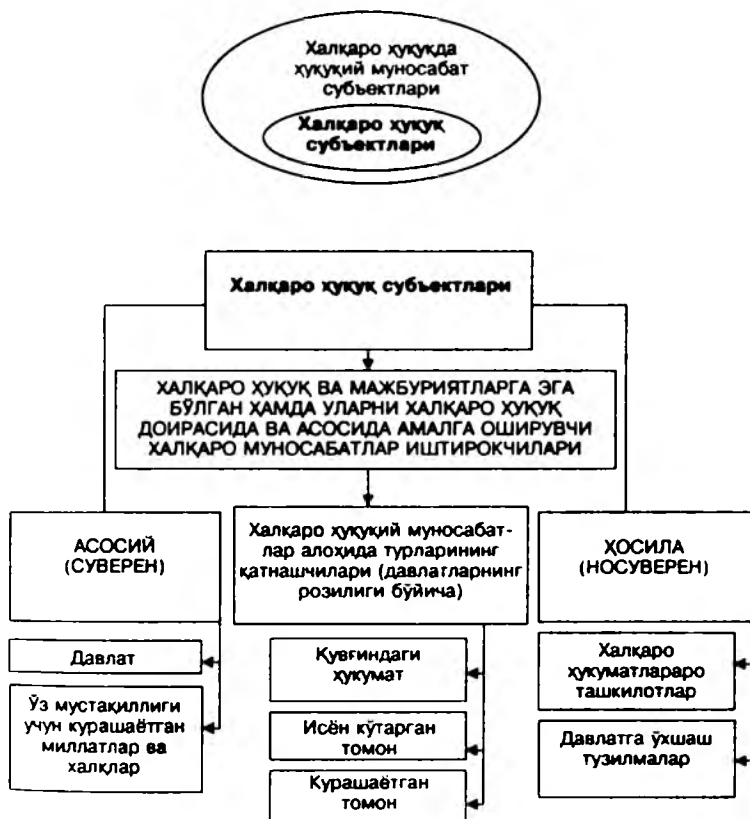 Халқаро ҳуқуқда
ҳуқуқий муносабат
субъектлари
Халқаро ҳуқуқ
субъектлари
Халқаро ҳуқуқ субъектлари
ХАЛҚАРО ҲУҚУҚ ВА МАЖБУРИЯТЛАРГА ЭГА
БЎЛГАН ҲАМДА УЛАРНИ ХАЛҚАРО ҲУҚУҚ
ДОИРАСИДА ВА АСОСИДА АМАЛГА ОШИРУВЧИ
ХАЛҚАРО МУНОСАБАТЛАР ИШТИРОКЧИЛАРИ
АСОСИЙ
(СУВЕРЕН)
Давлат
Ўз мустақиллиги
учун курашаётган
миллатлар ва
халқлар
Халқаро ҳуқуқий муносабат-
лар алоҳида турларининг
қатнашчилари (давлатларнинг
розилиги бўйича)
Қувғиндаги
ҳукумат
Исён кўтарган
томон
Курашаётган
томон
ҲОСИЛА
(НОСУВЕРЕН)
Халқаро
ҳукуматлараро
ташкилотлар
Давлатга ўхшаш
тузилмалар